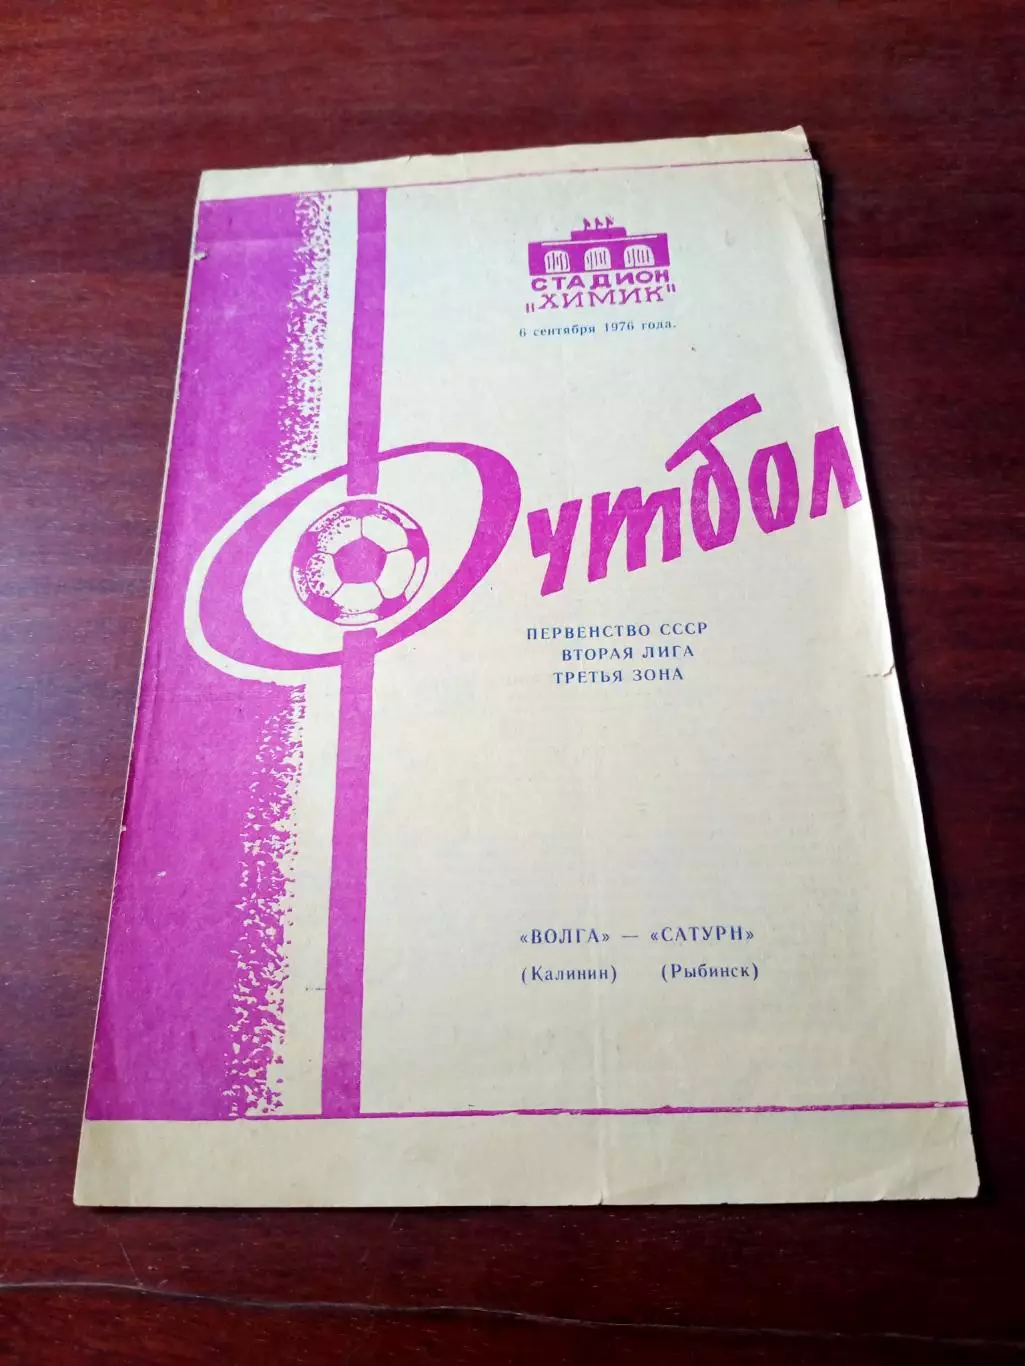 СТАДИОН
"ХИМИК"
6 сентября 1976 года.
Футбол
ПЕРВЕНСТВО СССР
ВТОРАЯ ЛИГА
ТРЕТЬЯ ЗОНА
«ВОЛГА» — «САТУРН»
(Калинин) (Рыбинск)